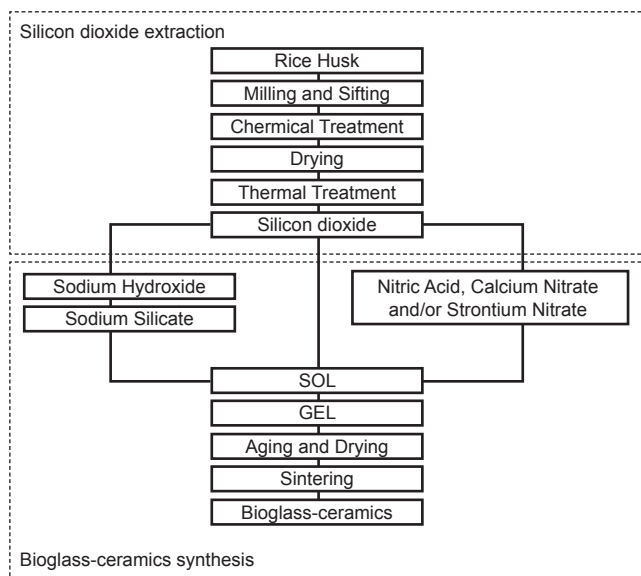 Silicon dioxide extraction
Rice Husk
Milling and Sifting
Chermical Treatment
Drying
Thermal Treatment
Silicon dioxide
Sodium Hydroxide
Sodium Silicate
Nitric Acid, Calcium Nitrate
and/or Strontium Nitrate
SOL
GEL
Aging and Drying
Sintering
Bioglass-ceramics
Bioglass-ceramics synthesis